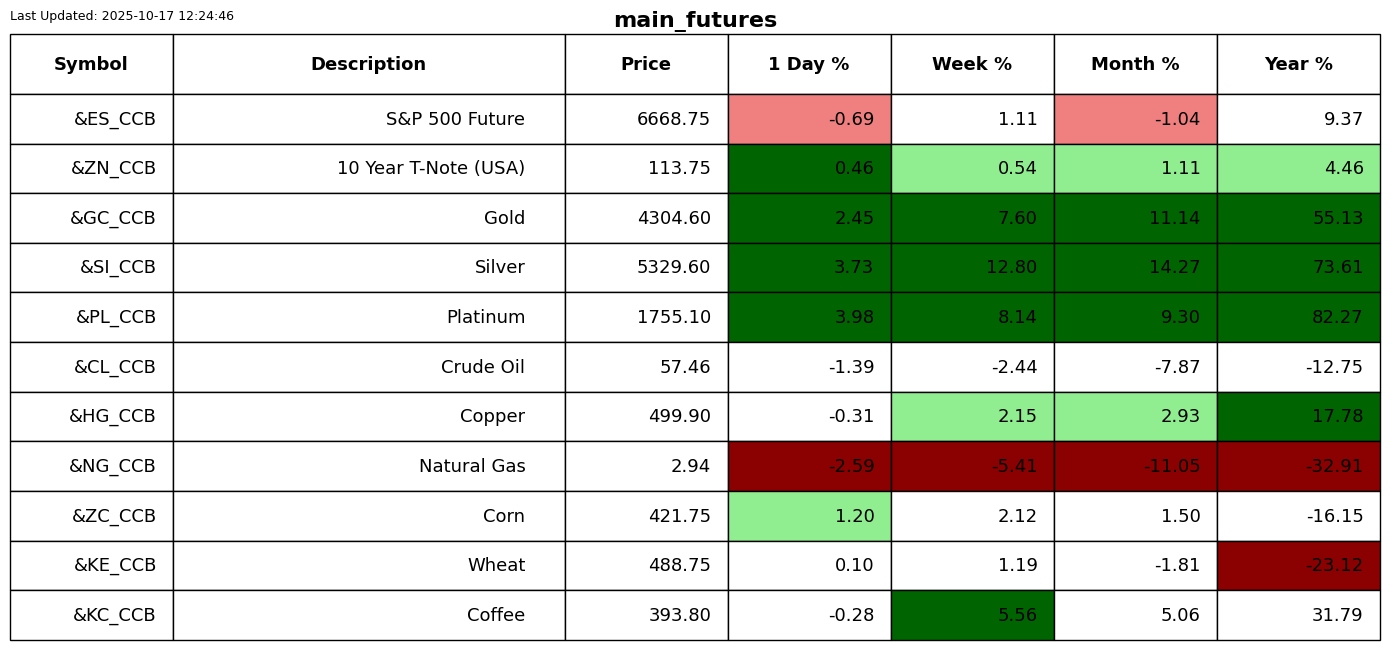 Last Updated: 2025-10-17 12:24:46
main_futures
Symbol Description Price 1 Day % Week % Month % Year %
&ES_CCB S&P 500 Future 6668.75 -0.69 1.11 -1.04 9.37
&ZN_CCB 10 Year T-Note (USA) 113.75 0.46 0.54 1.11 4.46
&GC_CCB Gold 4304.60 2.45 7.60 11.14 55.13
&SI_CCB Silver 5329.60 3.73 12.80 14.27 73.61
&PL_CCB Platinum 1755.10 3.98 8.14 9.30 82.27
&CL_CCB Crude Oil 57.46 -1.39 -2.44 -7.87 -12.75
&HG_CCB Copper 499.90 -0.31 2.15 2.93 17.78
&NG_CCB Natural Gas 2.94 -2.59 -5.41 -11.05 -32.91
&ZC_CCB Corn 421.75 1.20 2.12 1.50 -16.15
&KE_CCB Wheat 488.75 0.10 1.19 -1.81 -23.12
&KC_CCB Coffee 393.80 -0.28 5.56 5.06 31.79